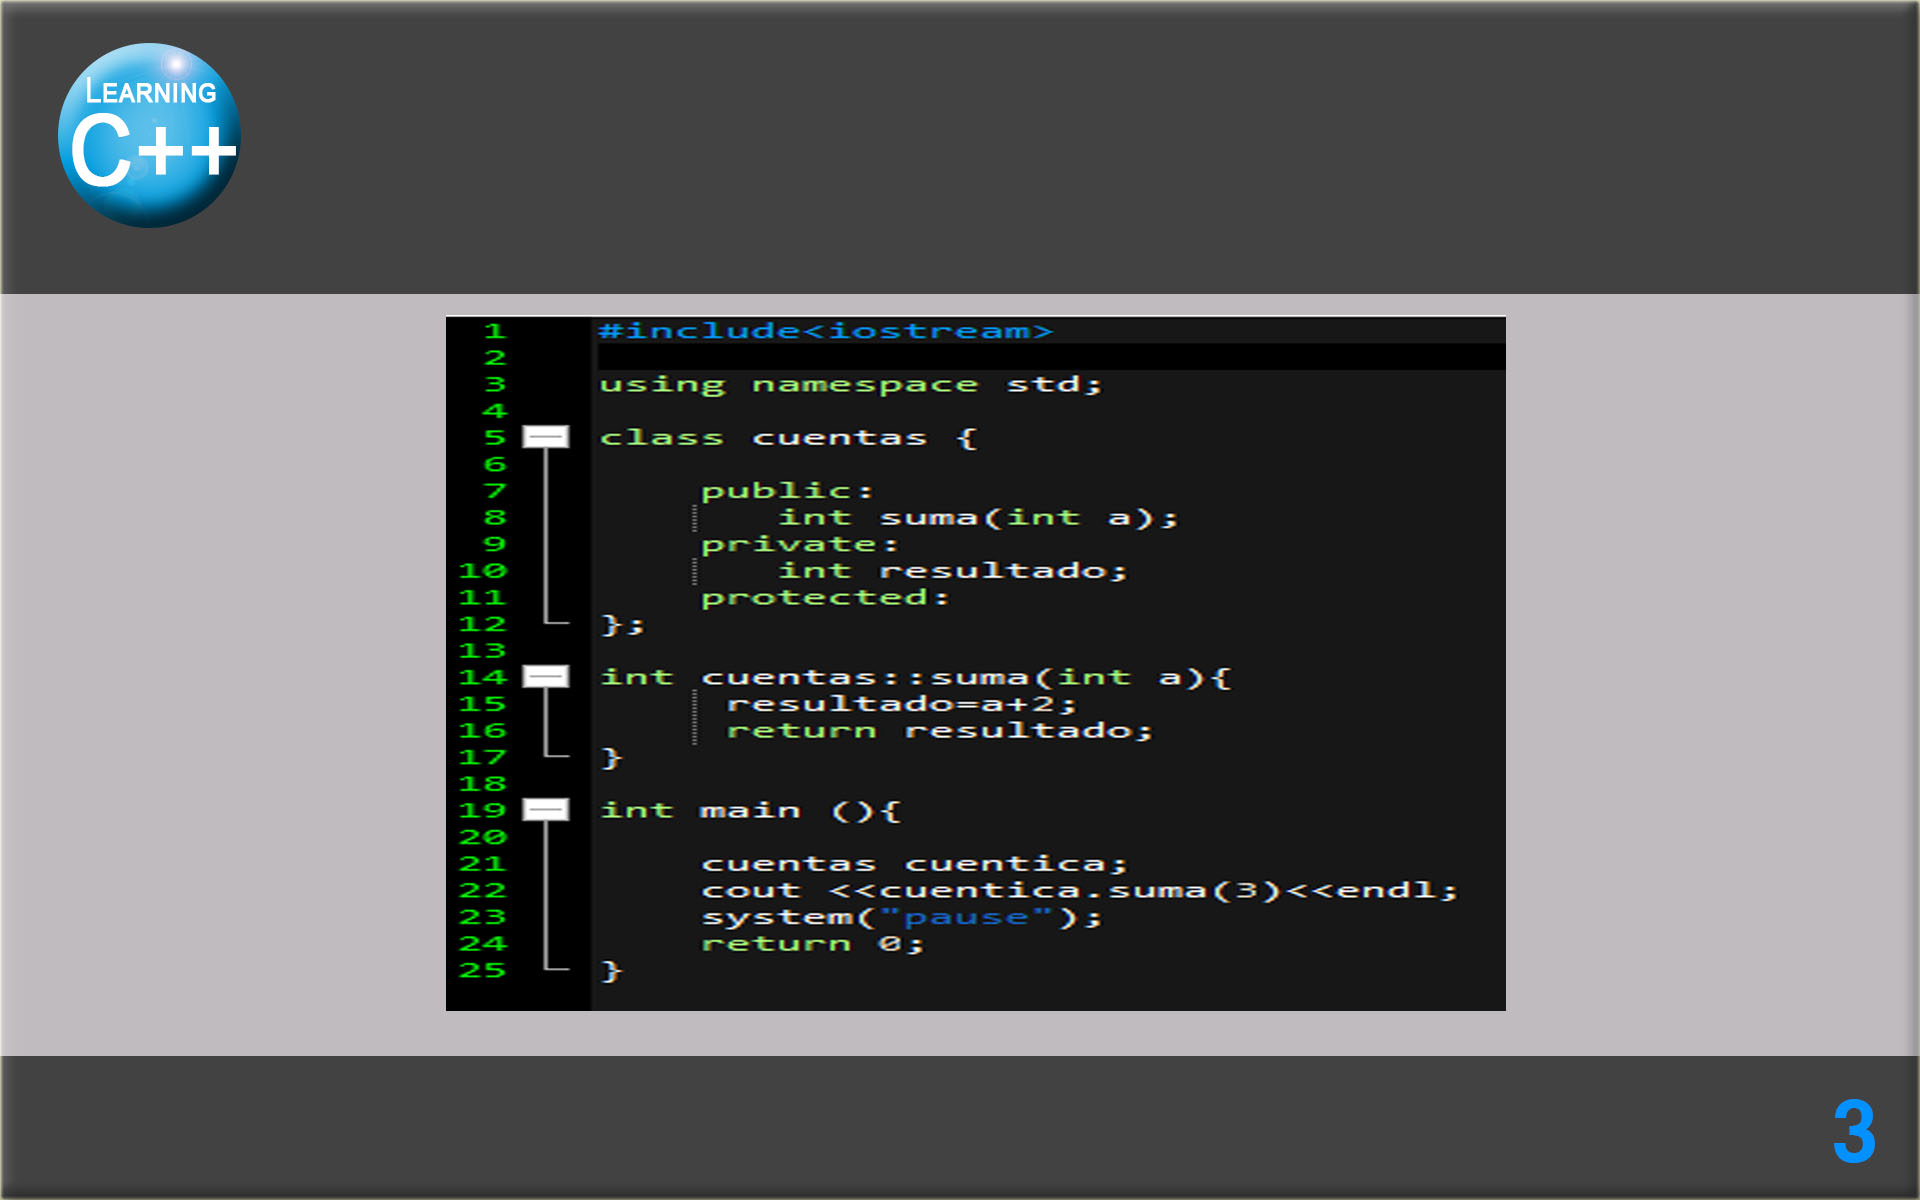 LEARNING
C++
1 #include<iostream>
2
3 using namespace std;
4
5 class cuentas {
6
7 public:
8 int suma(int a);
9 private:
10 int resultado;
11 protected:
12 };
13
14 int cuentas::suma(int a){
15 resultado=a+2;
16 return resultado;
17 }
18
19 int main (){
20
21 cuentas cuentica;
22 cout <<cuentica.suma(3)<<endl;
23 system("pause");
24 return 0;
25 }
3